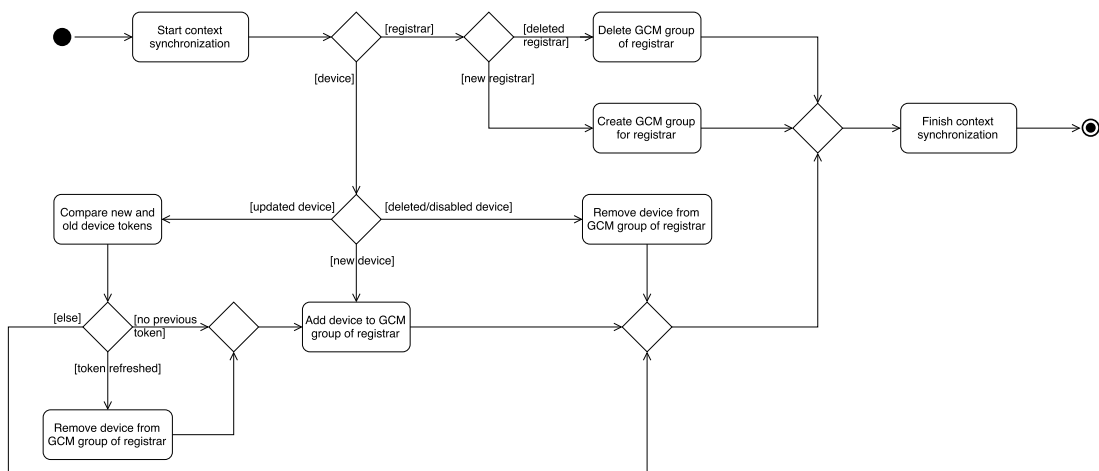 Start context
synchronization
[registrar]
[deleted
registrar]
Delete GCM group
of registrar
[device]
[new registrar]
Create GCM group
for registrar
Finish context
synchronization
Compare new and
old device tokens
[updated device]
[deleted/disabled device]
Remove device from
GCM group of registrar
[new device]
[else]
[no previous
token]
Add device to GCM
group of registrar
[token refreshed]
Remove device from
GCM group of registrar